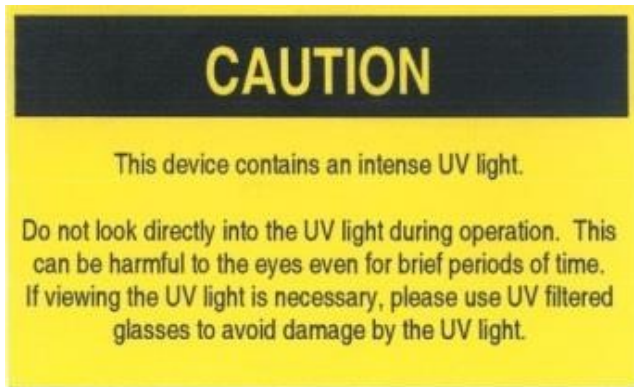 CAUTION
This device contains an intense UV light.
Do not look directly into the UV light during operation. This
can be harmful to the eyes even for brief periods of time.
If viewing the UV light is necessary, please use UV filtered
glasses to avoid damage by the UV light.